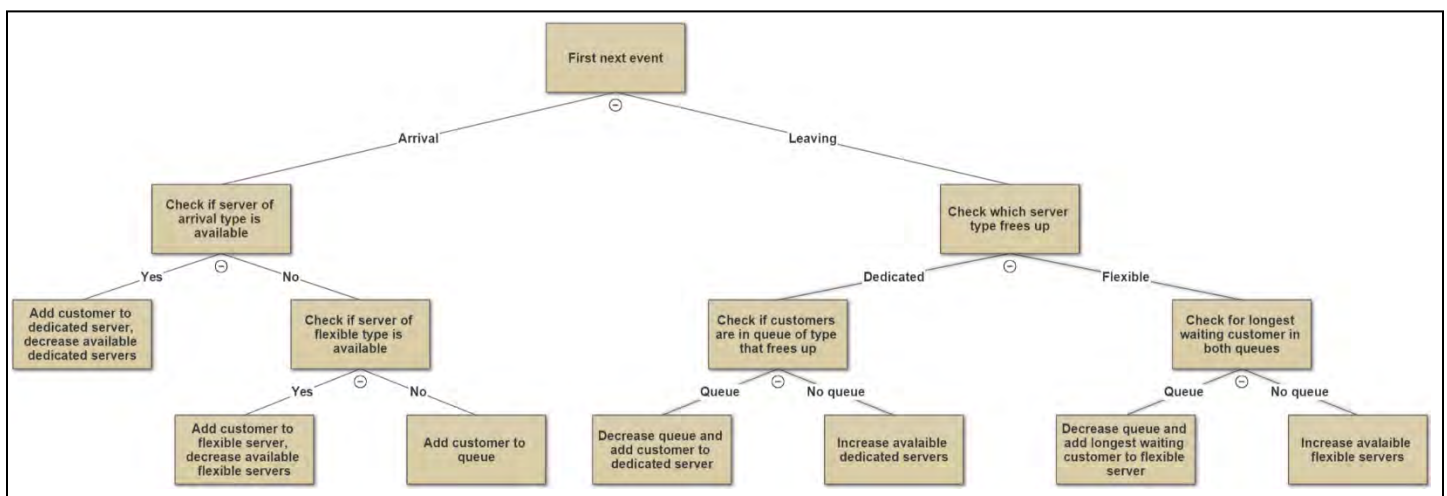 First next event
Arrival
Leaving
Check if server of
arrival type is
available
Check which server
type frees up
Yes
No
Dedicated
Flexible
Add customer to
dedicated server,
decrease available
dedicated servers
Check if server of
flexible type is
available
Check if customers
are in queue of type
that frees up
Check for longest
waiting customer in
both queues
Yes
No
Queue
No queue
Queue
No queue
Add customer to
flexible server,
decrease available
flexible servers
Add customer to
queue
Decrease queue and
add customer to
dedicated server
Increase avalaible
dedicated servers
Decrease queue and
add longest waiting
customer to flexible
server
Increase avalaible
flexible servers